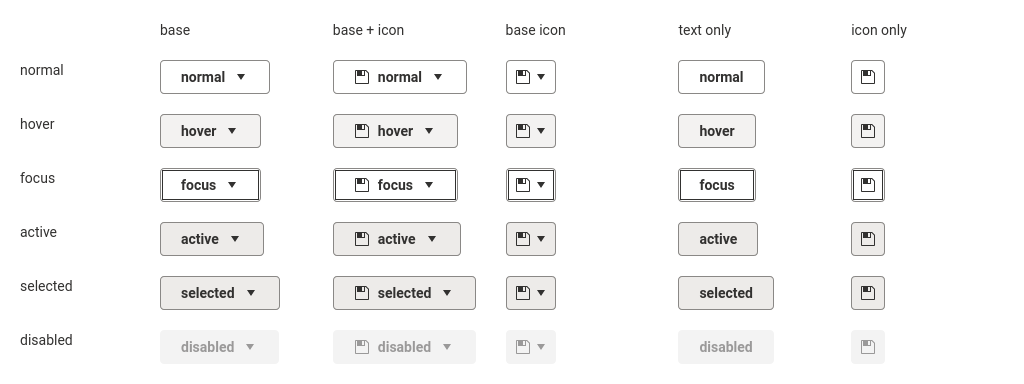 base base + icon base icon text only icon only
normal normal normal normal
hover hover hover hover
focus focus focus focus
active active active active
selected selected selected selected
disabled disabled disabled disabled